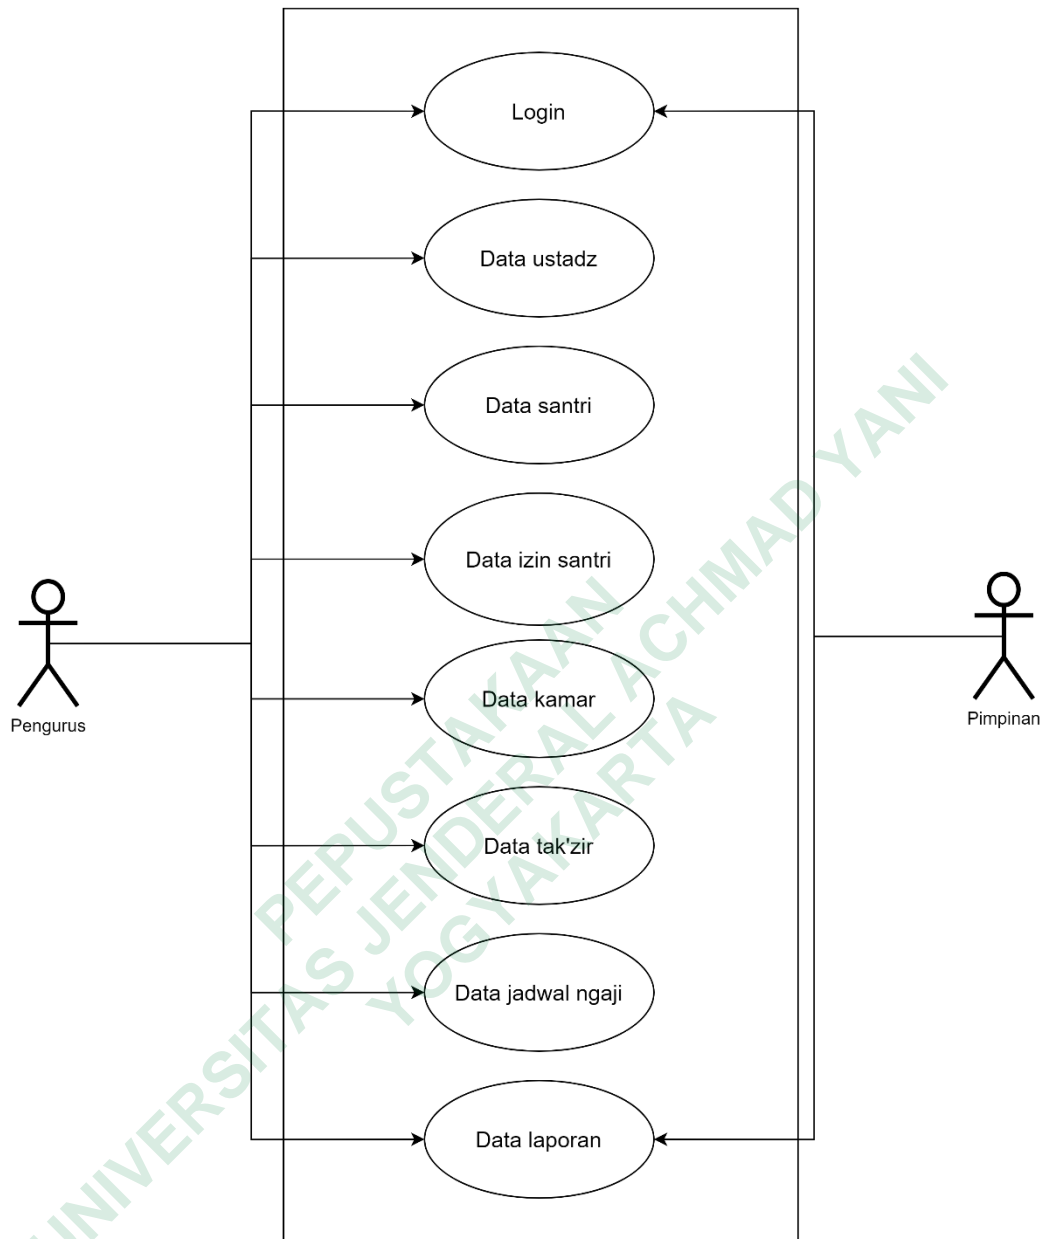 Login
Data ustadz
Data santri
Data izin santri
Pengurus
Data kamar
Pimpinan
Data tak'zir
Data jadwal ngaji
Data laporan
PEPUSTAKAAN
UNIVERSITAS JENDERAL ACHMAD YANI
YOGYAKARTA